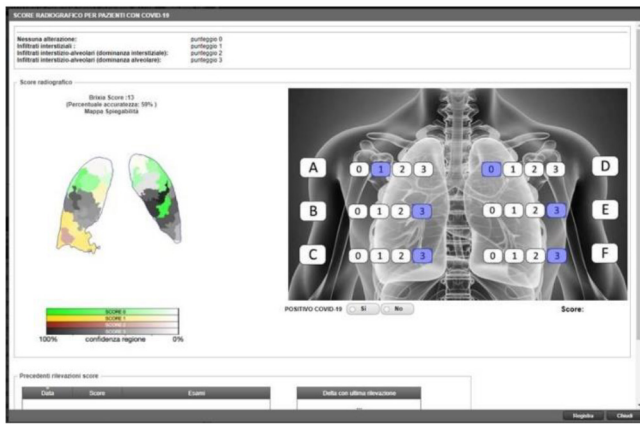 SCORE RADIOGRAFICO PER PAZIENTI CON COVID-19
Nessuna alterazione: punteggio 0
Infiltrati interstiziali : punteggio 1
Infiltrati interstizio-alveolari (dominanza interstiziale): punteggio 2
Infiltrati interstizio-alveolari (dominanza alveolare): punteggio 3
Score radiografico
Brixia Score :13
(Percentuale accuratezza: 59% )
Mappa Spiegabilità
A 0 1 2 3 0 1 2 3 D
B 0 1 2 3 0 1 2 3 E
C 0 1 2 3 0 1 2 3 F
POSITIVO COVID-19 Si No Score:
SCORE 0
SCORE 1
SCORE 2
SCORE 3
100% confidenza regione 0%
Precedenti rilevazioni score
Data Score Esami Delta con ultima rilevazione
Registra Chiudi